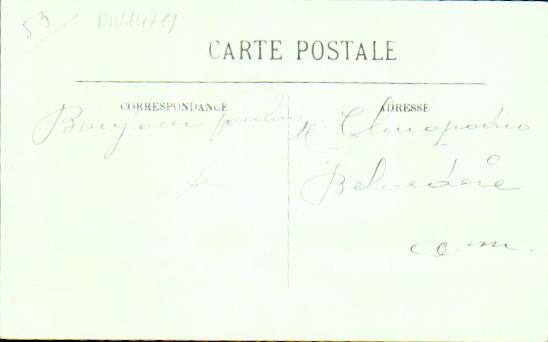 53
DIV14719
CARTE POSTALE
CORRESPONDANCE
ADRESSE
Bonjour
M.
Belvedère
a.m.